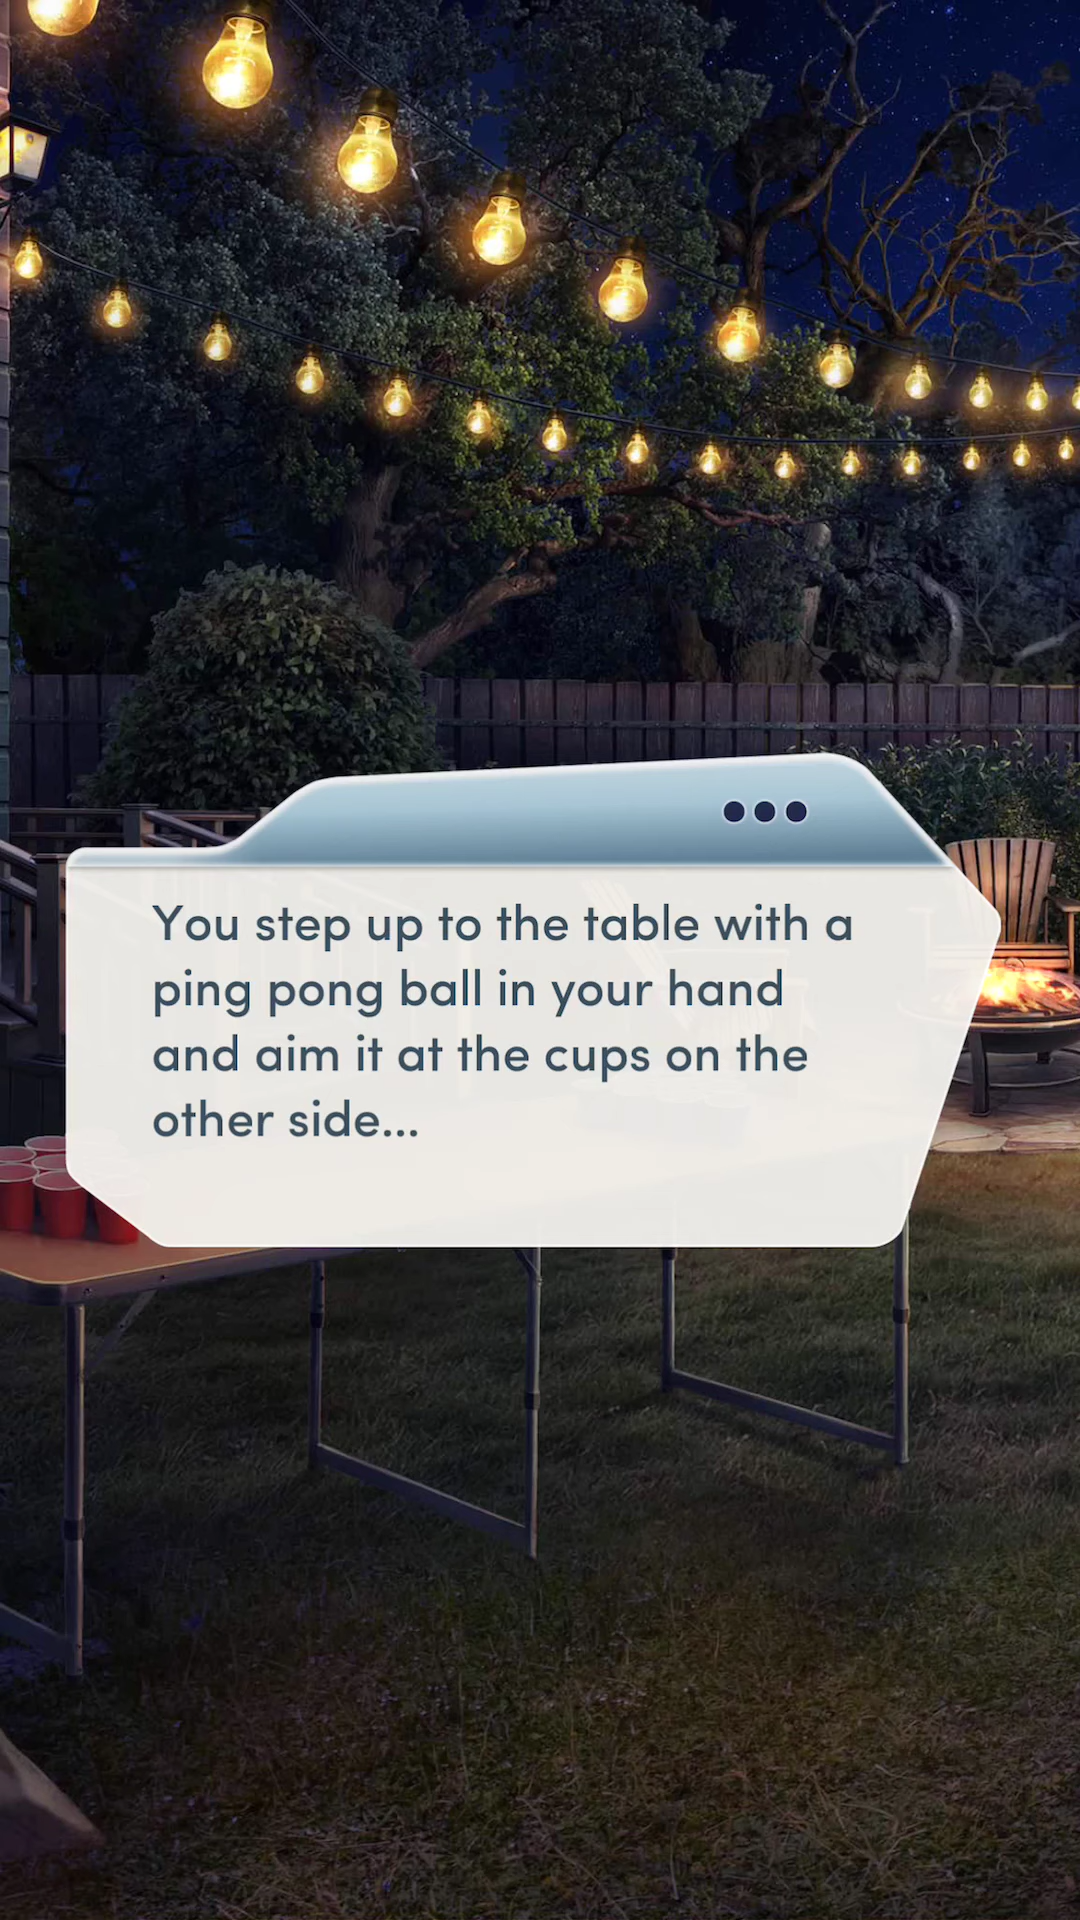 You step up to the table with a
ping pong ball in your hand
and aim it at the cups on the
other side...